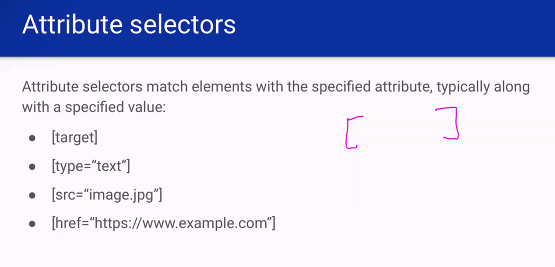 Attribute selectors
Attribute selectors match elements with the specified attribute, typically along
with a specified value:
● [target]
● [type=“text”]
● [src=“image.jpg”]
● [href=“https://www.example.com”]
[ ]